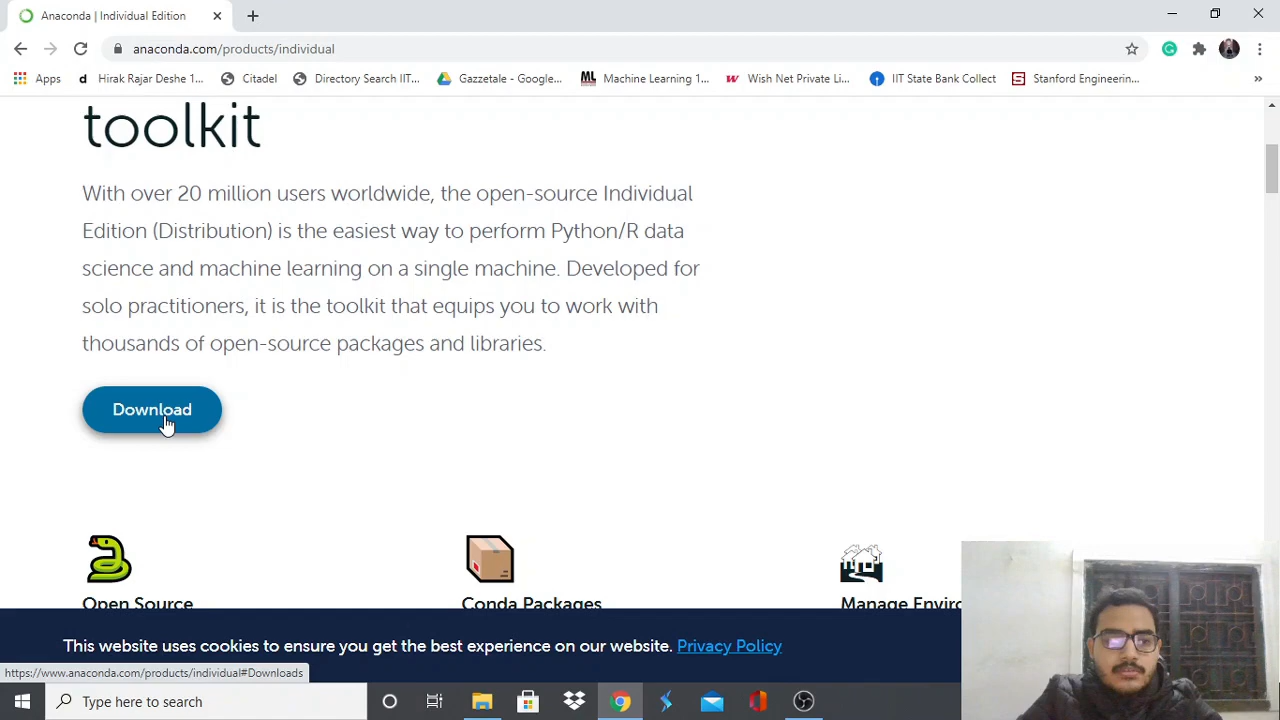 Anaconda | Individual Edition
anaconda.com/products/individual
Apps
Hirak Rajar Deshe 1...
Citadel
Directory Search IIT...
Gazzetale - Google...
Machine Learning 1...
Wish Net Private Li...
IIT State Bank Collect
Stanford Engineerin...
toolkit
With over 20 million users worldwide, the open-source Individual
Edition (Distribution) is the easiest way to perform Python/R data
science and machine learning on a single machine. Developed for
solo practitioners, it is the toolkit that equips you to work with
thousands of open-source packages and libraries.
Download
Open Source
Conda Packages
Manage Enviro
This website uses cookies to ensure you get the best experience on our website. Privacy Policy
https://www.anaconda.com/products/individual#Downloads
Type here to search